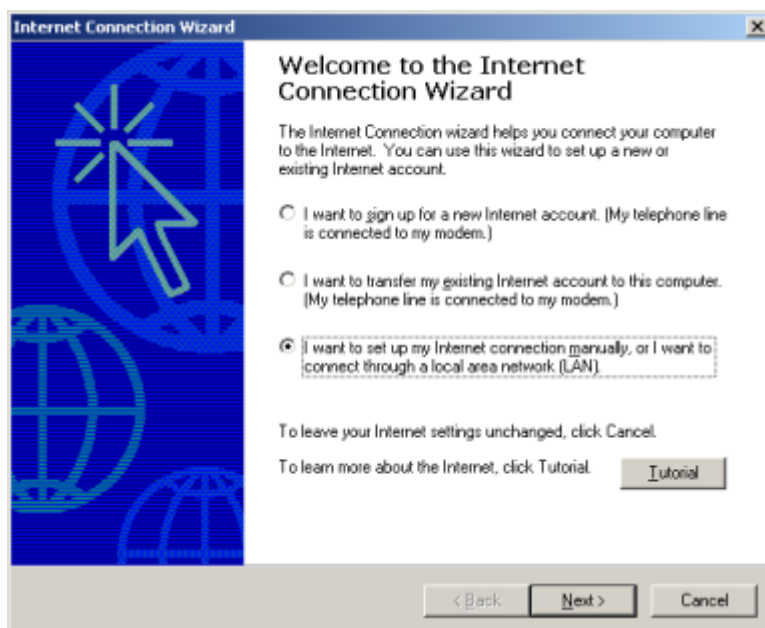 Internet Connection Wizard
Welcome to the Internet
Connection Wizard
The Internet Connection wizard helps you connect your computer
to the Internet. You can use this wizard to set up a new or
existing Internet account.
I want to sign up for a new Internet account. (My telephone line
is connected to my modem.)
I want to transfer my existing Internet account to this computer.
(My telephone line is connected to my modem.)
I want to set up my Internet connection manually, or I want to
connect through a local area network (LAN).
To leave your Internet settings unchanged, click Cancel.
To learn more about the Internet, click Tutorial.
Tutorial
< Back
Next >
Cancel